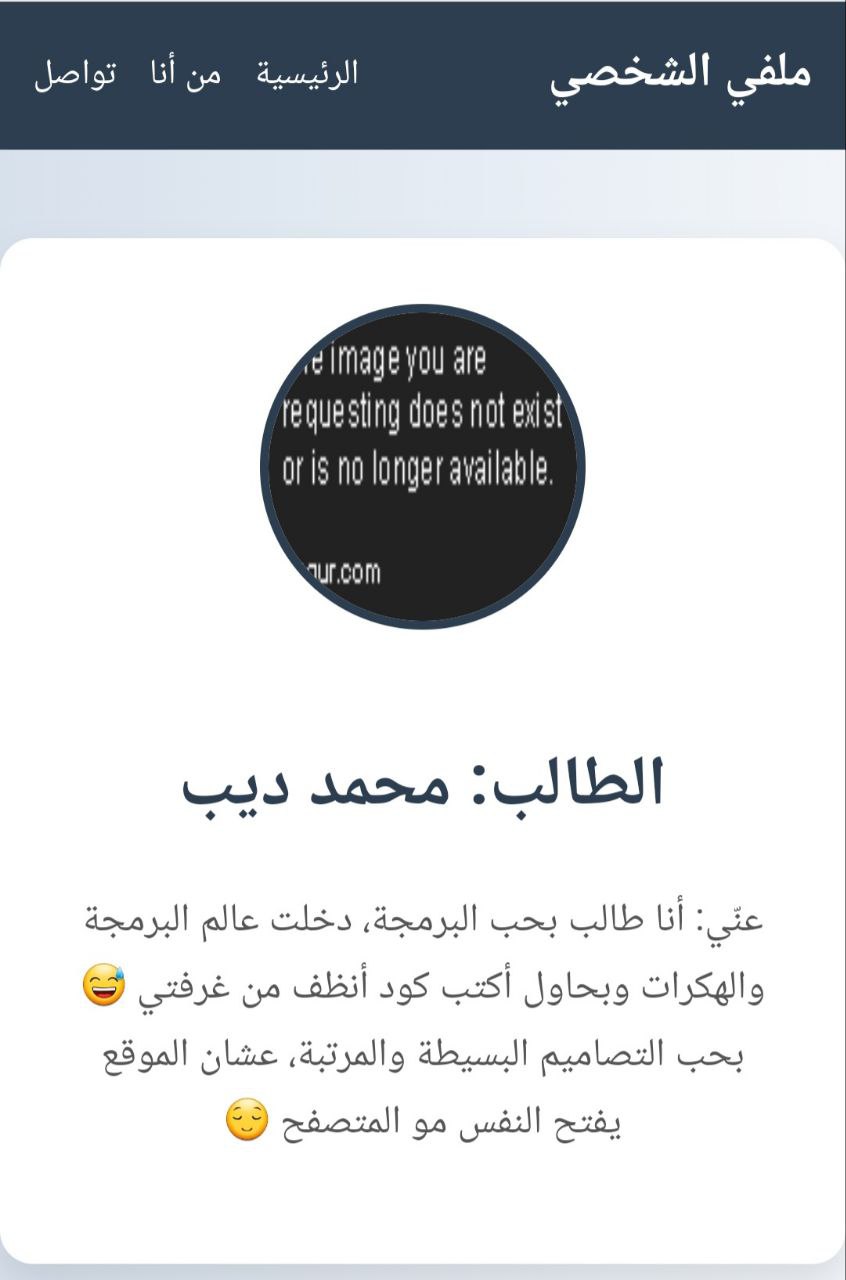 ملفي الشخصي
الرئيسية من أنا تواصل
image you are
requesting does not exist
or is no longer available.
الطالب: محمد ديب
عنّي: أنا طالب بحب البرمجة، دخلت عالم البرمجة
والهكرات وبحاول أكتب كود أنظف من غرفتي 😅
بحب التصاميم البسيطة والمرتبة، عشان الموقع
يفتح النفس مو المتصفح 😌